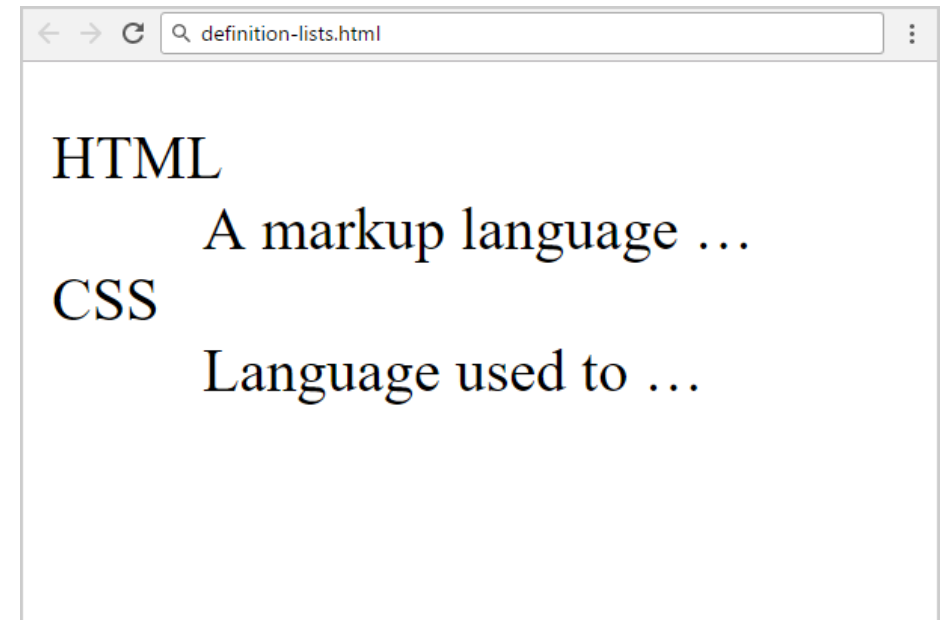 definition-lists.html
HTML
A markup language …
CSS
Language used to …